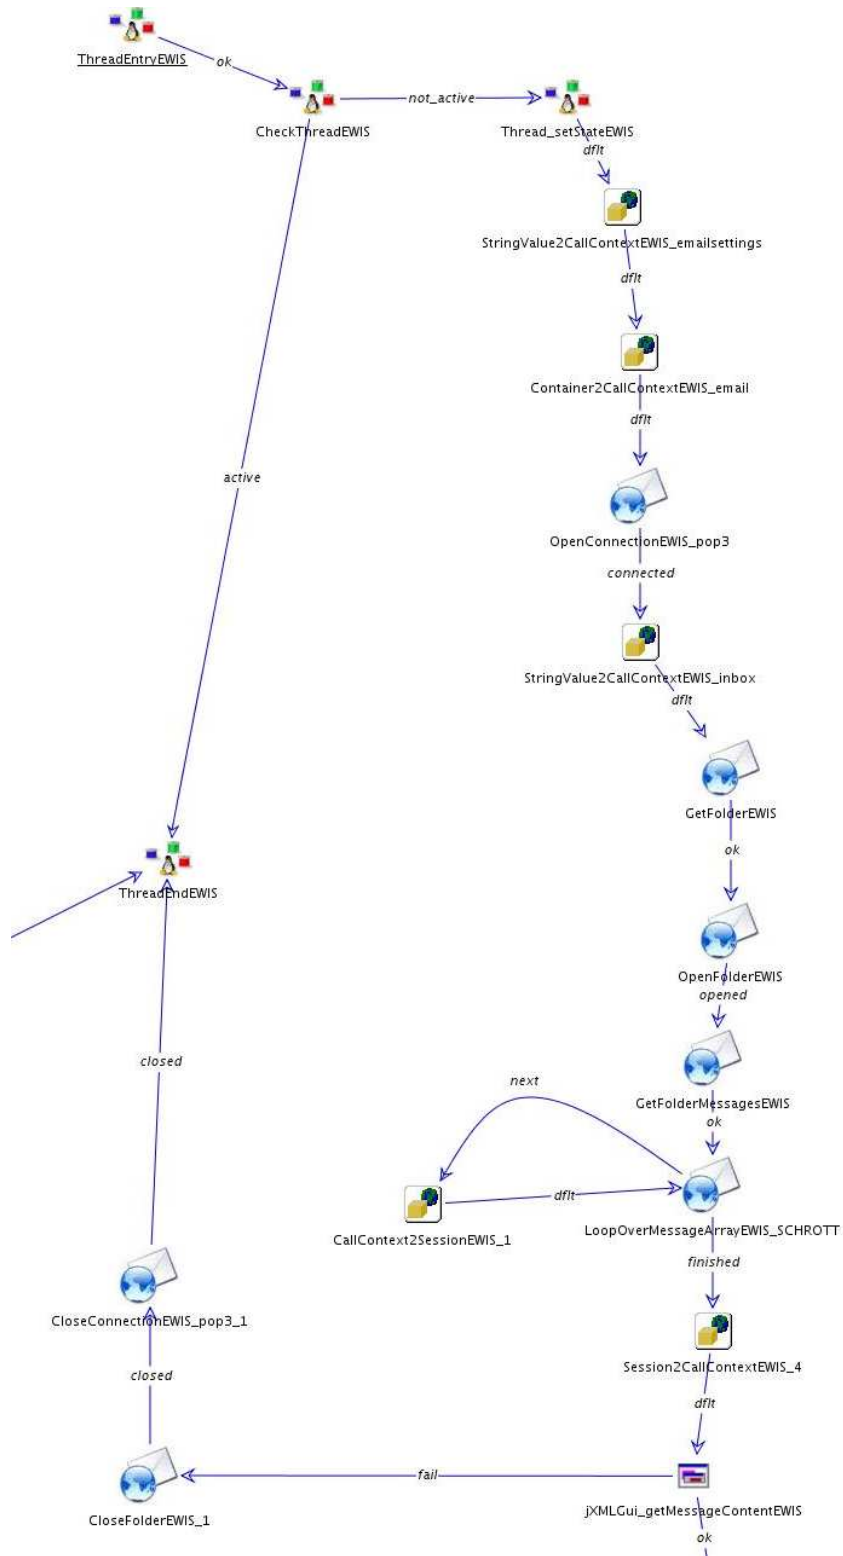 ThreadEntryEWIS
ok
CheckThreadEWIS
not_active
Thread_setStateEWIS
dflt
StringValue2CallContextEWIS_emailsettings
dflt
Container2CallContextEWIS_email
dflt
active
OpenConnectionEWIS_pop3
connected
StringValue2CallContextEWIS_inbox
dflt
GetFolderEWIS
ok
ThreadEndEWIS
OpenFolderEWIS
opened
closed
next
GetFolderMessagesEWIS
ok
dflt
CallContext2SessionEWIS_1
LoopOverMessageArrayEWIS_SCHROTT
finished
CloseConnectionEWIS_pop3_1
Session2CallContextEWIS_4
closed
dflt
fail
CloseFolderEWIS_1
jXMLGui_getMessageContentEWIS
ok